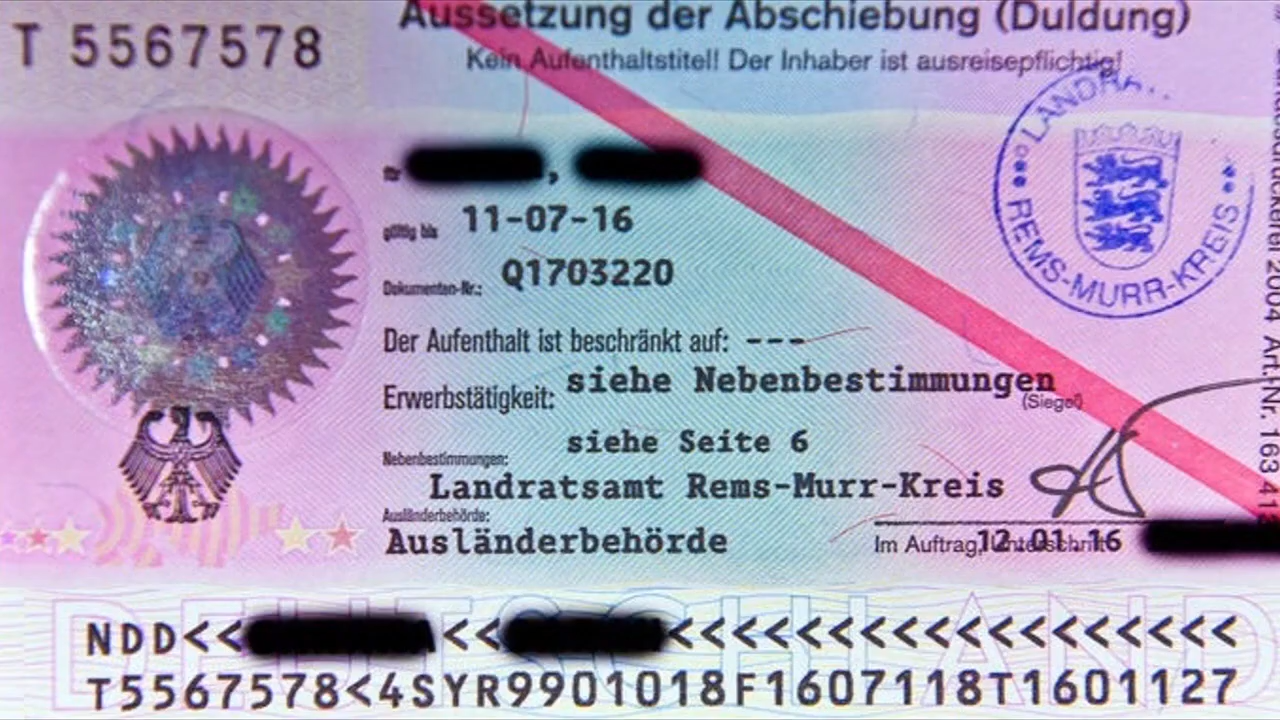 T 5567578
Aussetzung der Abschiebung (Duldung)
Kein Aufenthaltstitel! Der Inhaber ist ausreisepflichtig!
LANDRA
REMS-MURR-KREIS
für ,
gültig bis 11-07-16
Dokumenten-Nr.: Q1703220
Der Aufenthalt ist beschränkt auf: ---
Erwerbstätigkeit: siehe Nebenbestimmungen
(Siegel)
siehe Seite 6
Nebenbestimmungen:
Landratsamt Rems-Murr-Kreis
Ausländerbehörde:
Ausländerbehörde
Im Auftrag, Unterschrift 12.01.16
2004 Art.-Nr. 163 41
DEUTSCHLAND
NDD<< <<<<<<<<<<<<<<<<<<<
T5567578<4SYR9901018F1607118T1601127